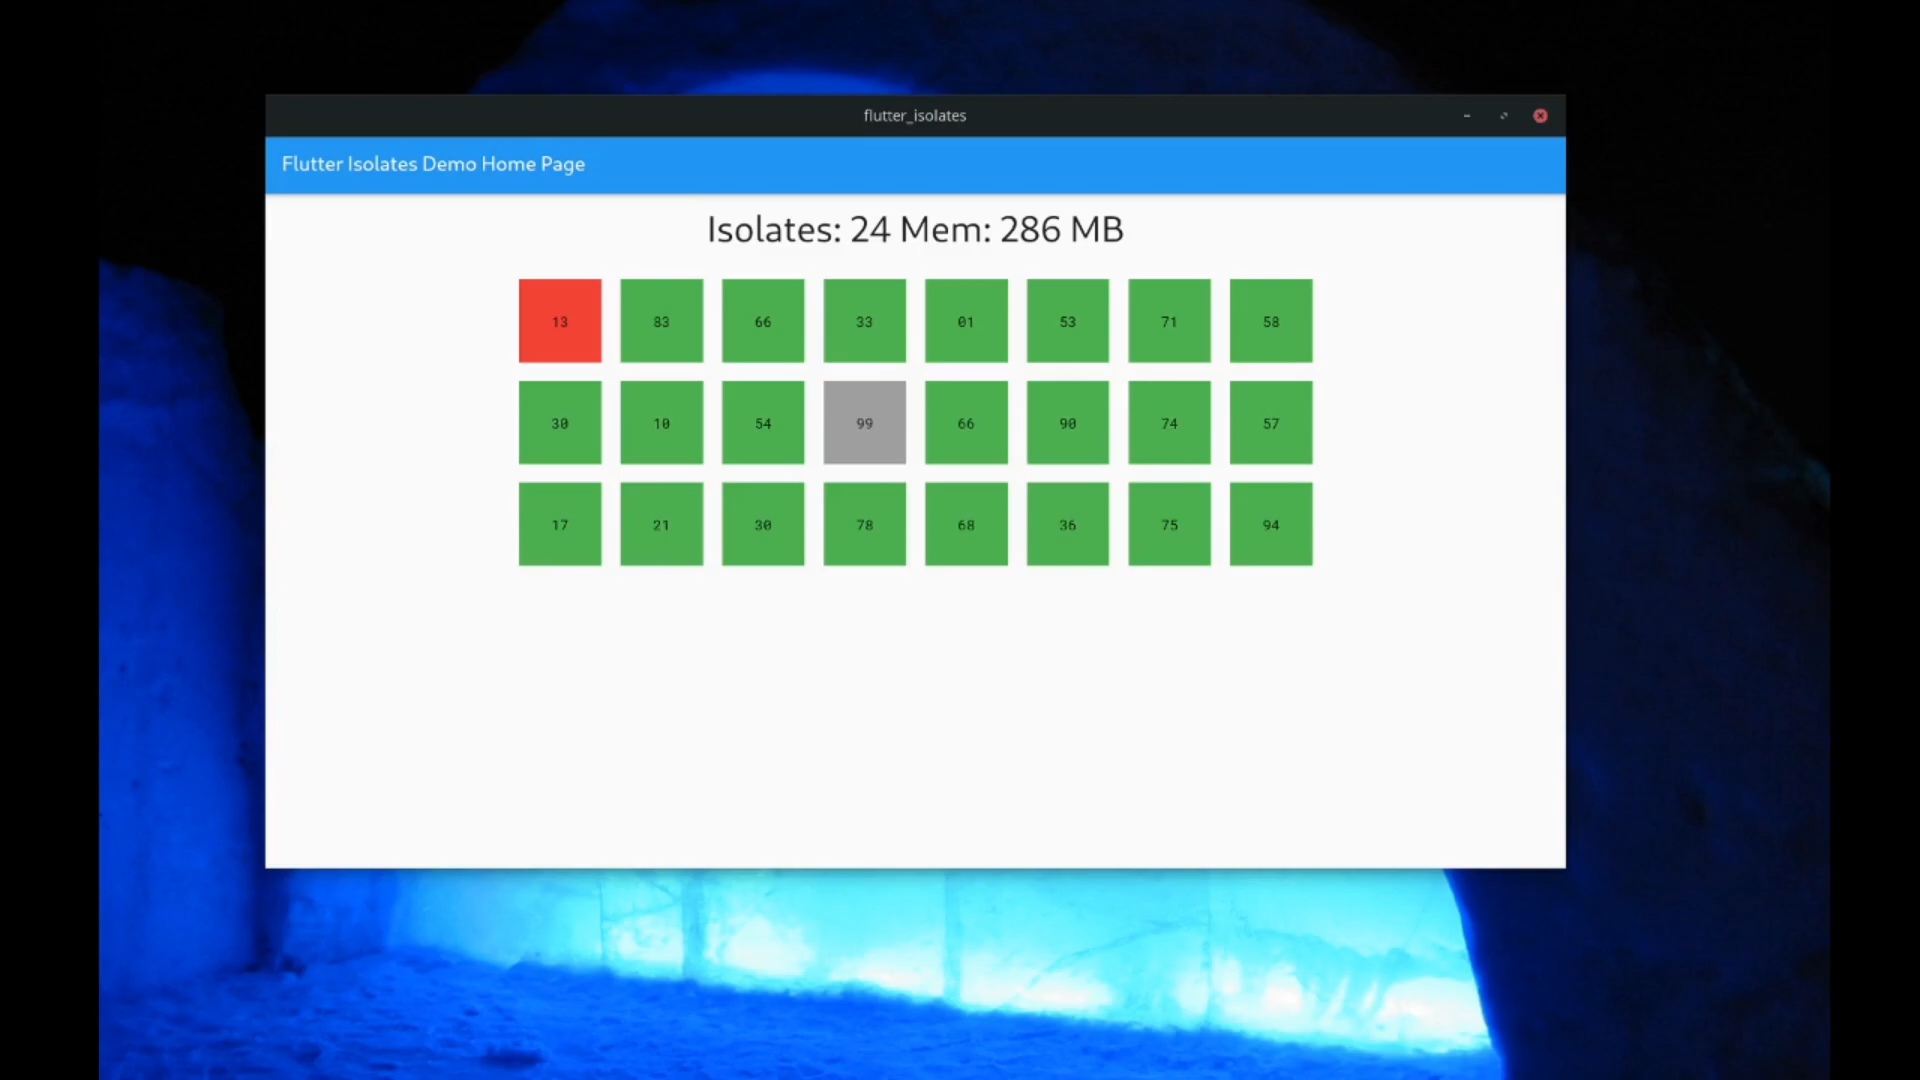 flutter_isolates
Flutter Isolates Demo Home Page
Isolates: 24 Mem: 286 MB
13 83 66 33 01 53 71 58
30 10 54 99 66 90 74 57
17 21 30 78 68 36 75 94